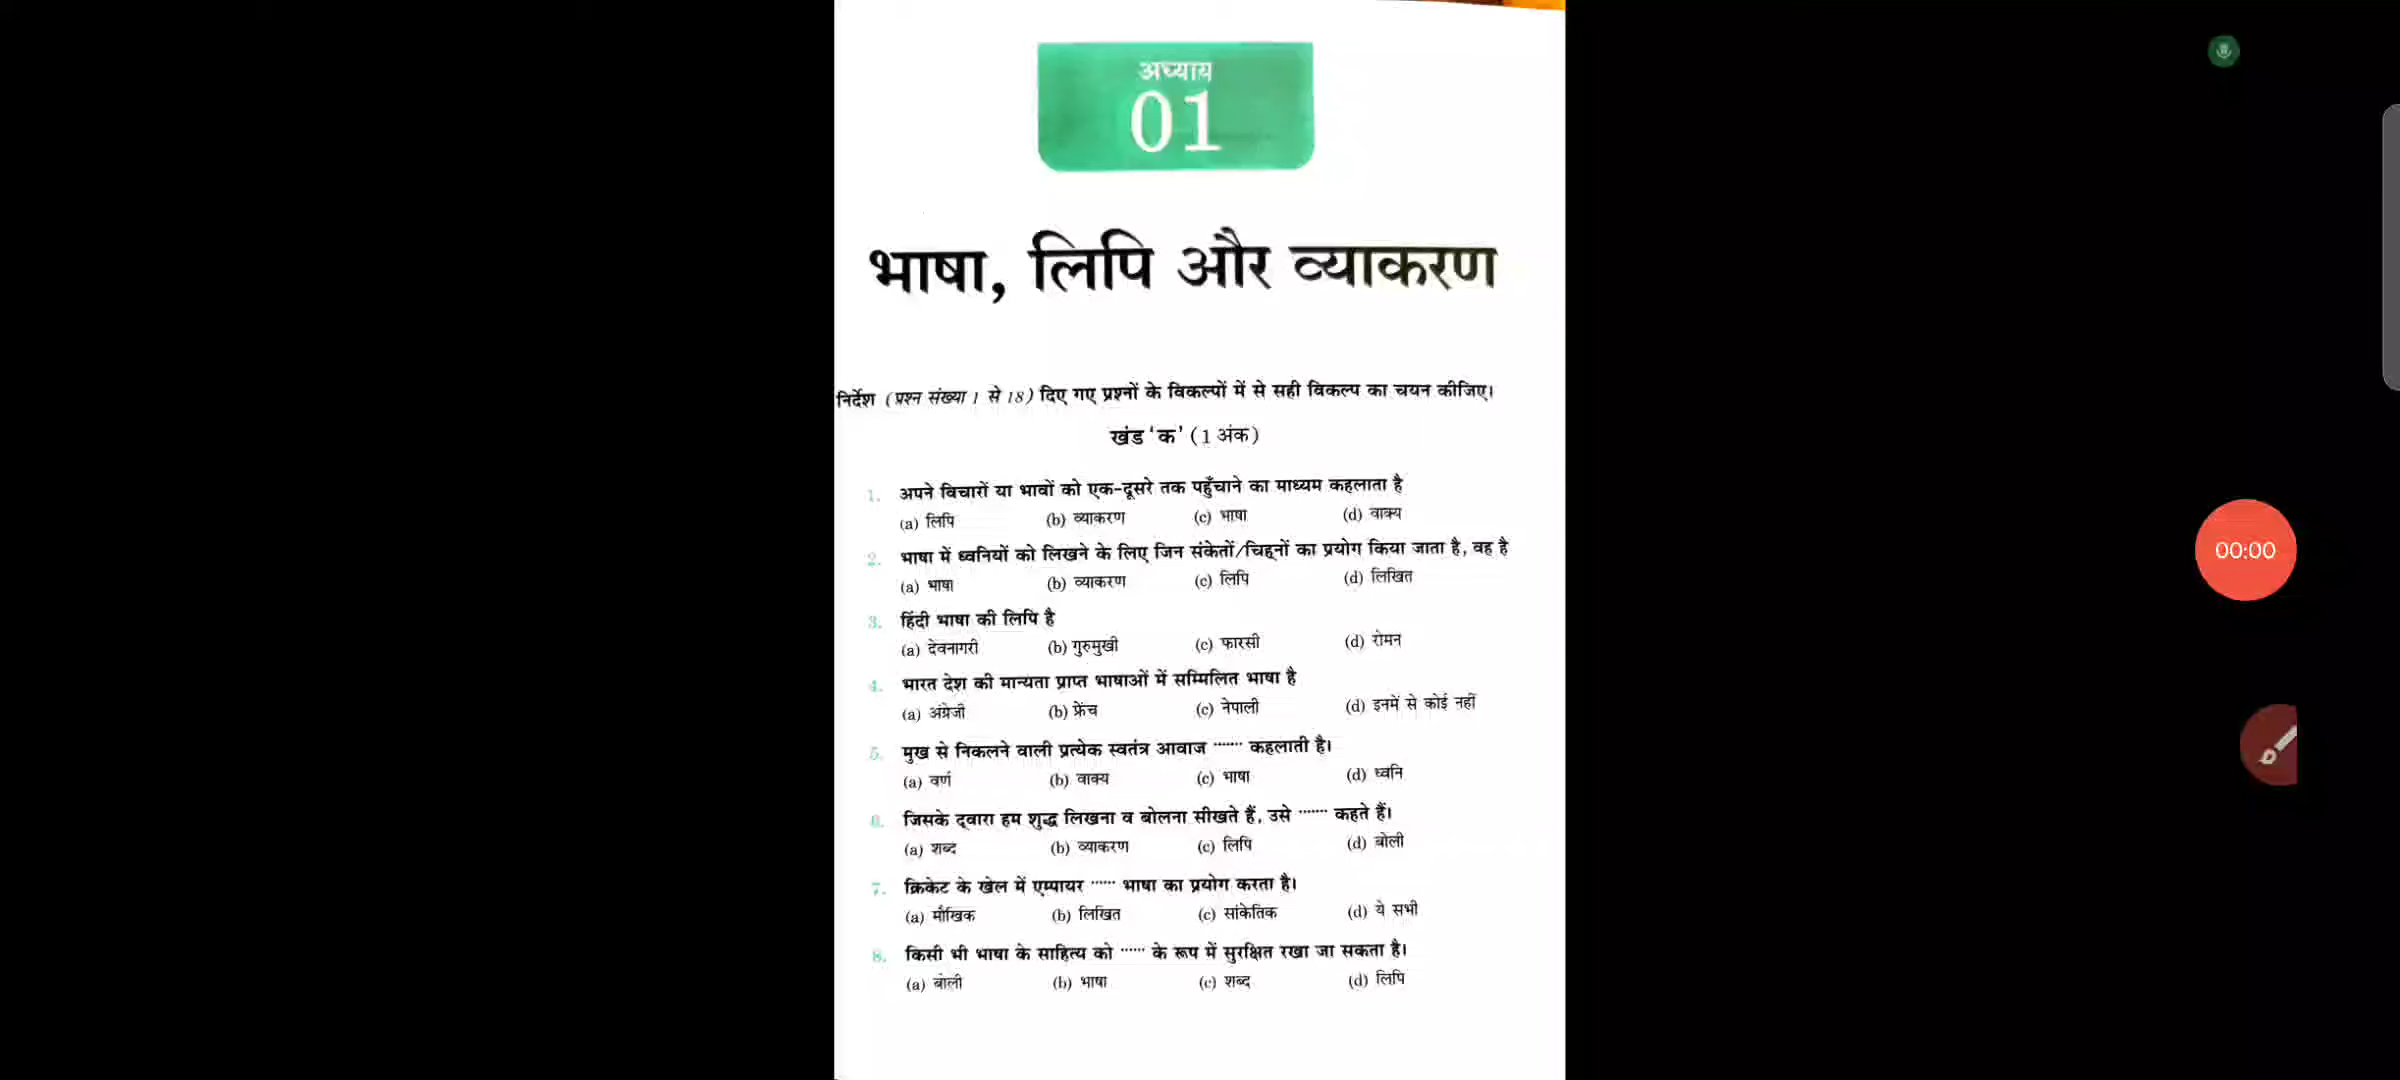 अध्याय
01
भाषा, लिपि और व्याकरण
निर्देश (प्रश्न संख्या 1 से 18) दिए गए प्रश्नों के विकल्पों में से सही विकल्प का चयन कीजिए।
खंड ‘क’ (1 अंक)
1. अपने विचारों या भावों को एक-दूसरे तक पहुँचाने का माध्यम कहलाता है
(a) लिपि (b) व्याकरण (c) भाषा (d) वाक्य
2. भाषा में ध्वनियों को लिखने के लिए जिन संकेतों/चिह्नों का प्रयोग किया जाता है, वह है
(a) भाषा (b) व्याकरण (c) लिपि (d) लिखित
3. हिंदी भाषा की लिपि है
(a) देवनागरी (b) गुरुमुखी (c) फारसी (d) रोमन
4. भारत देश की मान्यता प्राप्त भाषाओं में सम्मिलित भाषा है
(a) अंग्रेजी (b) फ्रेंच (c) नेपाली (d) इनमें से कोई नहीं
5. मुख से निकलने वाली प्रत्येक स्वतंत्र आवाज ....... कहलाती है।
(a) वर्ण (b) वाक्य (c) भाषा (d) ध्वनि
6. जिसके द्वारा हम शुद्ध लिखना व बोलना सीखते हैं, उसे ....... कहते हैं।
(a) शब्द (b) व्याकरण (c) लिपि (d) बोली
7. क्रिकेट के खेल में एम्पायर ...... भाषा का प्रयोग करता है।
(a) मौखिक (b) लिखित (c) सांकेतिक (d) ये सभी
8. किसी भी भाषा के साहित्य को ...... के रूप में सुरक्षित रखा जा सकता है।
(a) बोली (b) भाषा (c) शब्द (d) लिपि
00:00